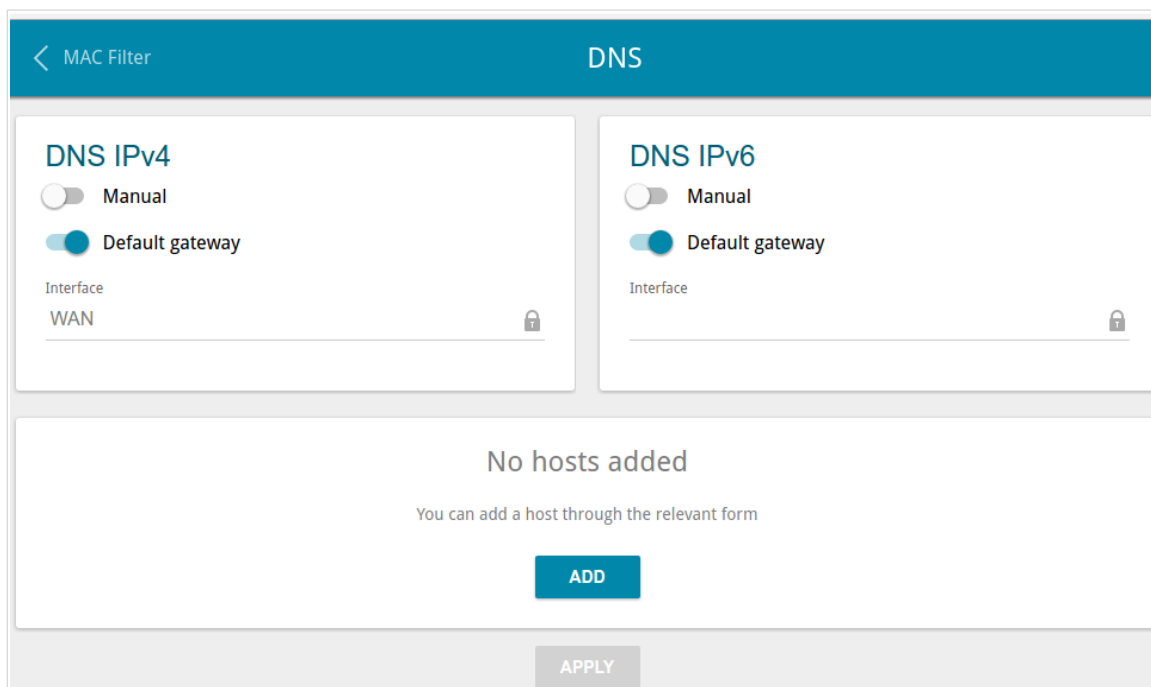 MAC Filter
DNS
DNS IPv4
Manual
Default gateway
Interface
WAN
DNS IPv6
Manual
Default gateway
Interface
No hosts added
You can add a host through the relevant form
ADD
APPLY